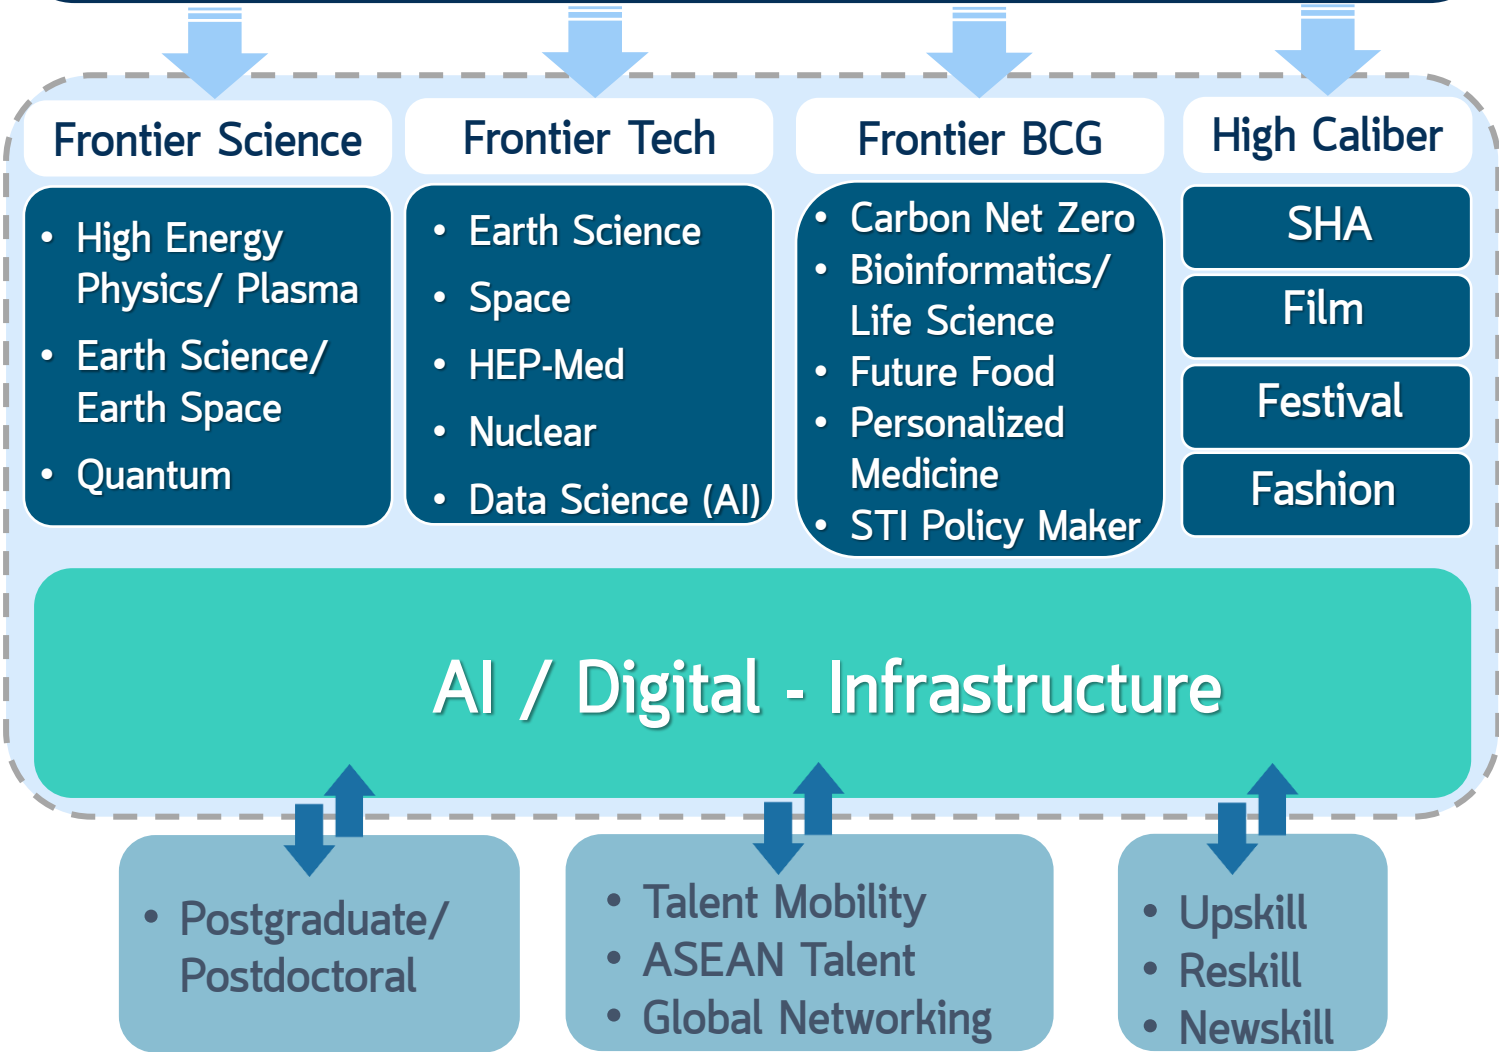 Frontier Science
• High Energy
Physics/ Plasma
• Earth Science/
Earth Space
• Quantum
Frontier Tech
• Earth Science
• Space
• HEP-Med
• Nuclear
• Data Science (AI)
Frontier BCG
• Carbon Net Zero
• Bioinformatics/
Life Science
• Future Food
• Personalized
Medicine
• STI Policy Maker
High Caliber
SHA
Film
Festival
Fashion
AI / Digital - Infrastructure
• Postgraduate/
Postdoctoral
• Talent Mobility
• ASEAN Talent
• Global Networking
• Upskill
• Reskill
• Newskill